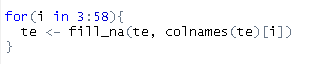 for(i in 3:58){
  te <- fill_na(te, colnames(te)[i])
}